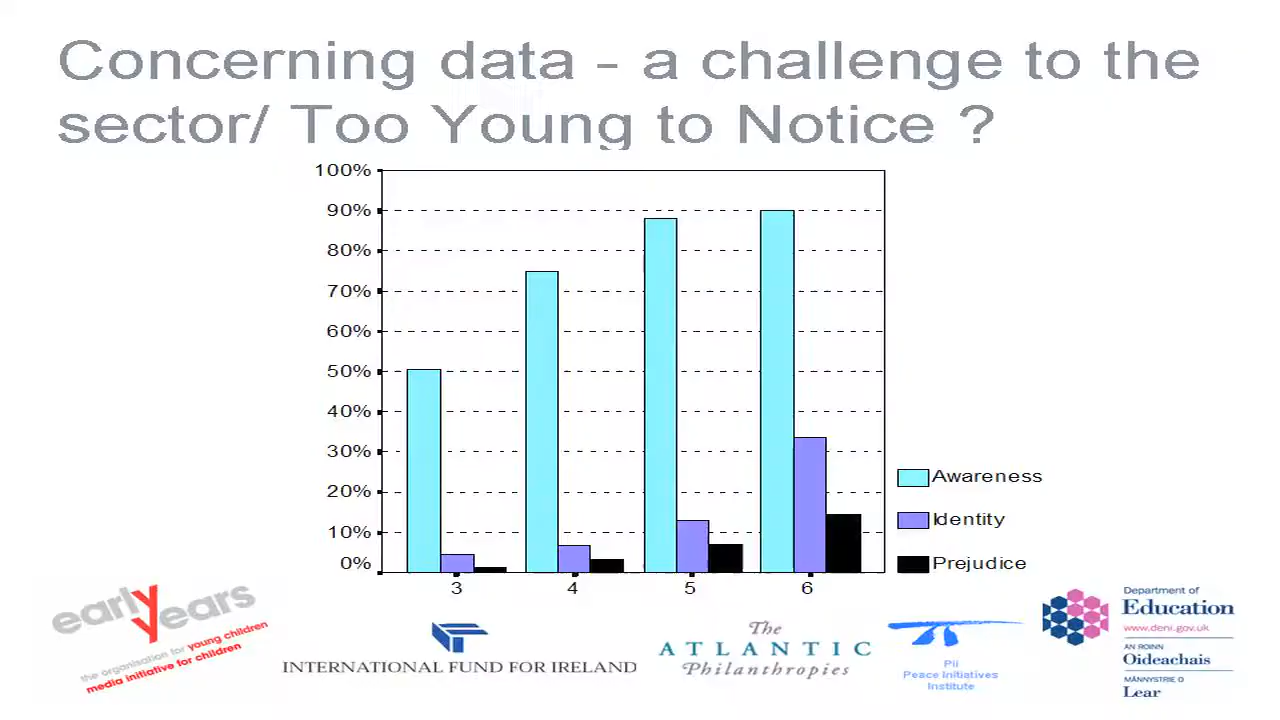 Concerning data - a challenge to the
sector/ Too Young to Notice ?
100%
90%
80%
70%
60%
50%
40%
30%
20%
10%
0%
3 4 5 6
Awareness
Identity
Prejudice
early years
the organisation for young children
media initiative for children
INTERNATIONAL FUND FOR IRELAND
The
ATLANTIC
Philanthropies
Pii
Peace Initiatives
Institute
Department of
Education
www.deni.gov.uk
AN ROINN
Oideachais
MÄNNYSTRIE O
Lear